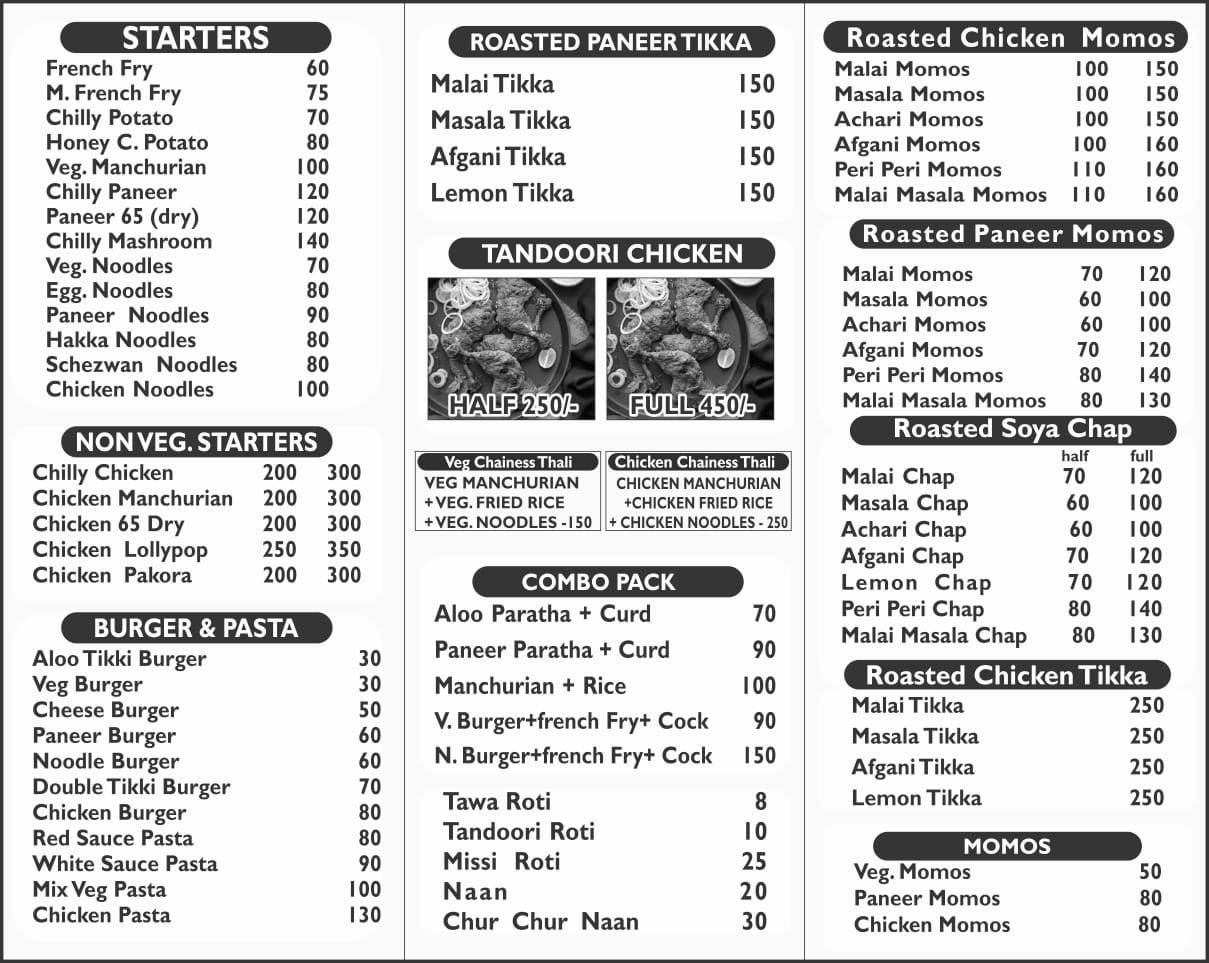 STARTERS
French Fry 60
M. French Fry 75
Chilly Potato 70
Honey C. Potato 80
Veg. Manchurian 100
Chilly Paneer 120
Paneer 65 (dry) 120
Chilly Mashroom 140
Veg. Noodles 70
Egg. Noodles 80
Paneer Noodles 90
Hakka Noodles 80
Schezwan Noodles 80
Chicken Noodles 100
NON VEG. STARTERS
Chilly Chicken 200 300
Chicken Manchurian 200 300
Chicken 65 Dry 200 300
Chicken Lollypop 250 350
Chicken Pakora 200 300
BURGER & PASTA
Aloo Tikki Burger 30
Veg Burger 30
Cheese Burger 50
Paneer Burger 60
Noodle Burger 60
Double Tikki Burger 70
Chicken Burger 80
Red Sauce Pasta 80
White Sauce Pasta 90
Mix Veg Pasta 100
Chicken Pasta 130
ROASTED PANEER TIKKA
Malai Tikka 150
Masala Tikka 150
Afgani Tikka 150
Lemon Tikka 150
TANDOORI CHICKEN
HALF 250/- FULL 450/-
Veg Chainess Thali
VEG MANCHURIAN
+ VEG. FRIED RICE
+ VEG. NOODLES -150
Chicken Chainess Thali
CHICKEN MANCHURIAN
+CHICKEN FRIED RICE
+ CHICKEN NOODLES - 250
COMBO PACK
Aloo Paratha + Curd 70
Paneer Paratha + Curd 90
Manchurian + Rice 100
V. Burger+french Fry+ Cock 90
N. Burger+french Fry+ Cock 150
Tawa Roti 8
Tandoori Roti 10
Missi Roti 25
Naan 20
Chur Chur Naan 30
Roasted Chicken Momos
Malai Momos 100 150
Masala Momos 100 150
Achari Momos 100 150
Afgani Momos 100 160
Peri Peri Momos 110 160
Malai Masala Momos 110 160
Roasted Paneer Momos
Malai Momos 70 120
Masala Momos 60 100
Achari Momos 60 100
Afgani Momos 70 120
Peri Peri Momos 80 140
Malai Masala Momos 80 130
Roasted Soya Chap
half full
Malai Chap 70 120
Masala Chap 60 100
Achari Chap 60 100
Afgani Chap 70 120
Lemon Chap 70 120
Peri Peri Chap 80 140
Malai Masala Chap 80 130
Roasted Chicken Tikka
Malai Tikka 250
Masala Tikka 250
Afgani Tikka 250
Lemon Tikka 250
MOMOS
Veg. Momos 50
Paneer Momos 80
Chicken Momos 80